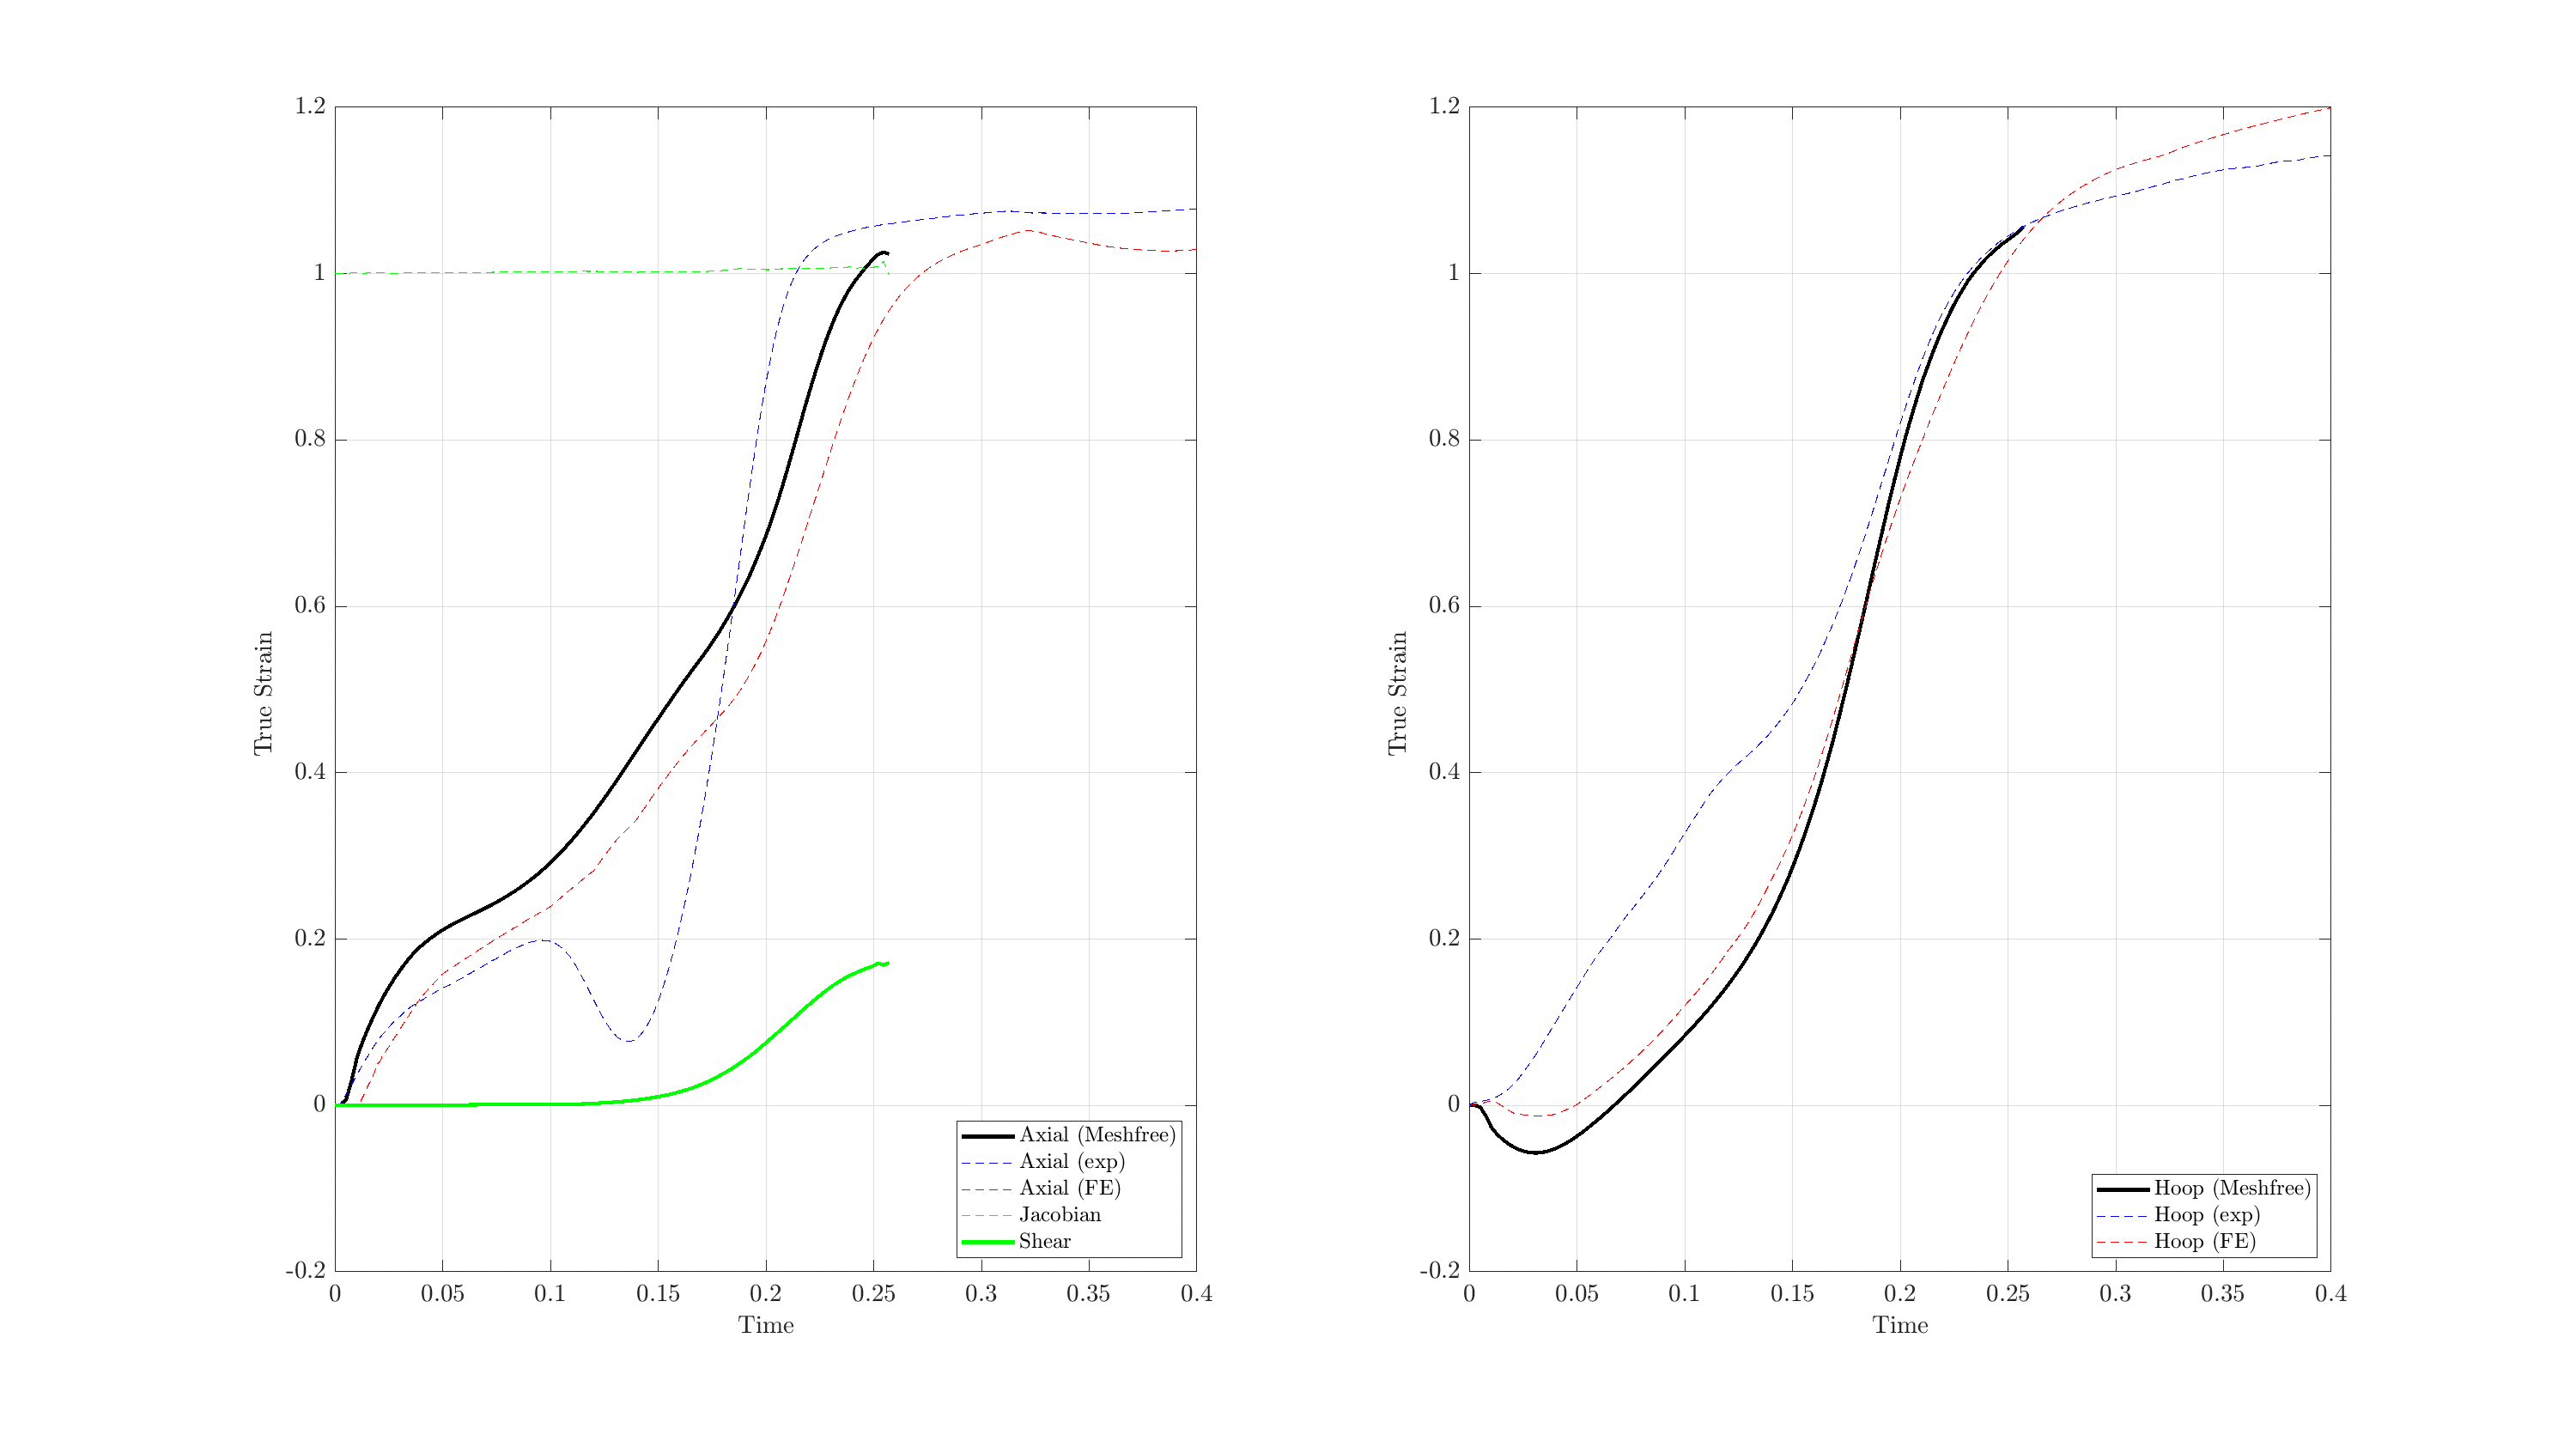 1.2
1
0.8
0.6
0.4
0.2
0
-0.2
True Strain
0 0.05 0.1 0.15 0.2 0.25 0.3 0.35 0.4
Time
Axial (Meshfree)
Axial (exp)
Axial (FE)
Jacobian
Shear
1.2
1
0.8
0.6
0.4
0.2
0
-0.2
True Strain
0 0.05 0.1 0.15 0.2 0.25 0.3 0.35 0.4
Time
Hoop (Meshfree)
Hoop (exp)
Hoop (FE)